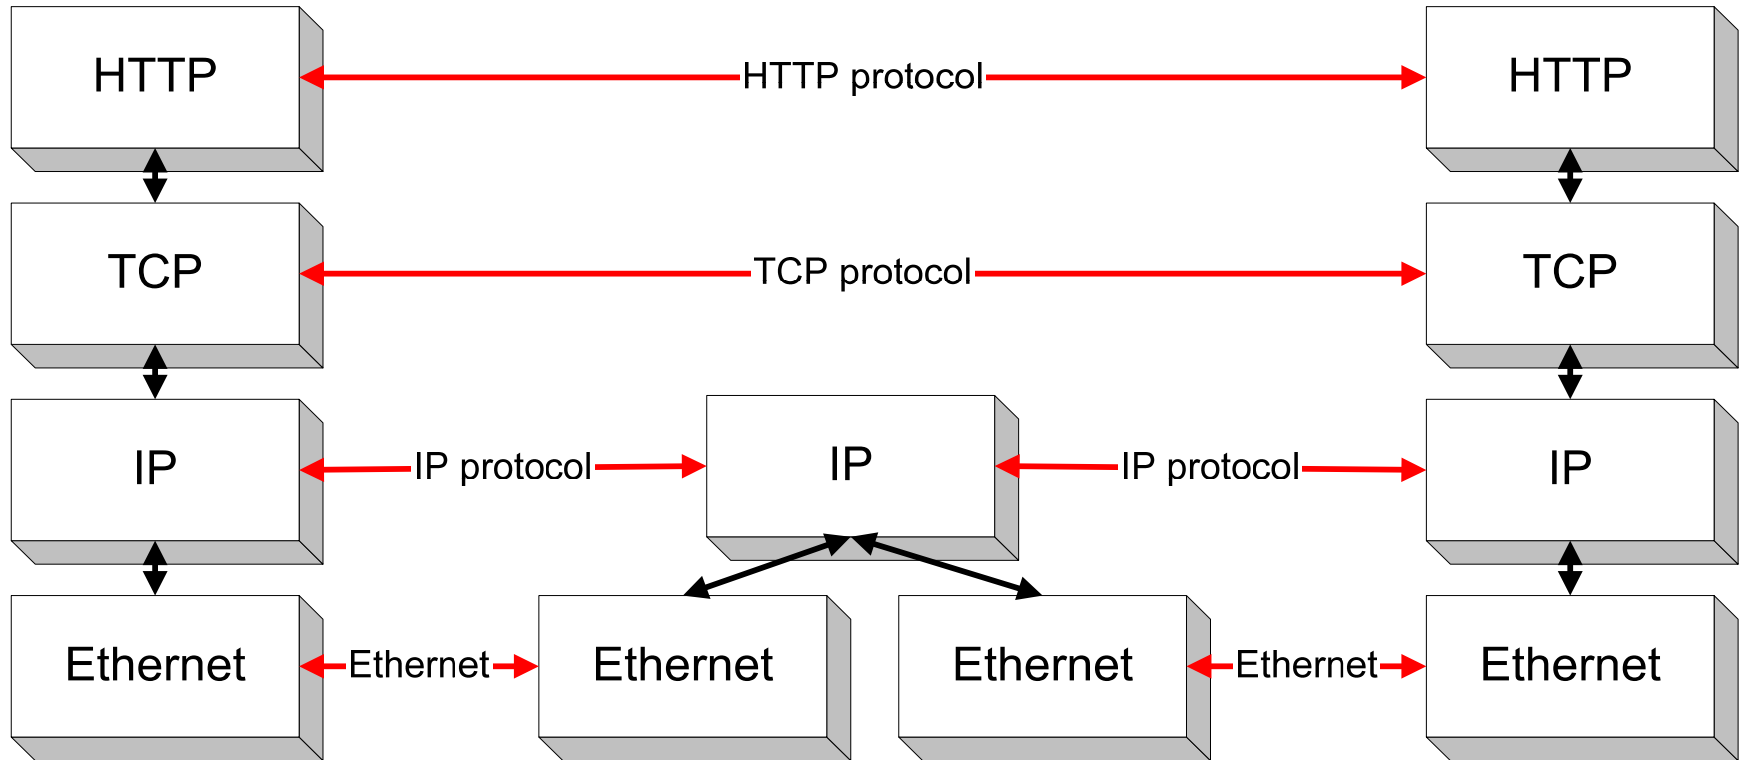 HTTP
HTTP protocol
HTTP
TCP
TCP protocol
TCP
IP
IP protocol
IP
IP protocol
IP
Ethernet
Ethernet
Ethernet
Ethernet
Ethernet
Ethernet